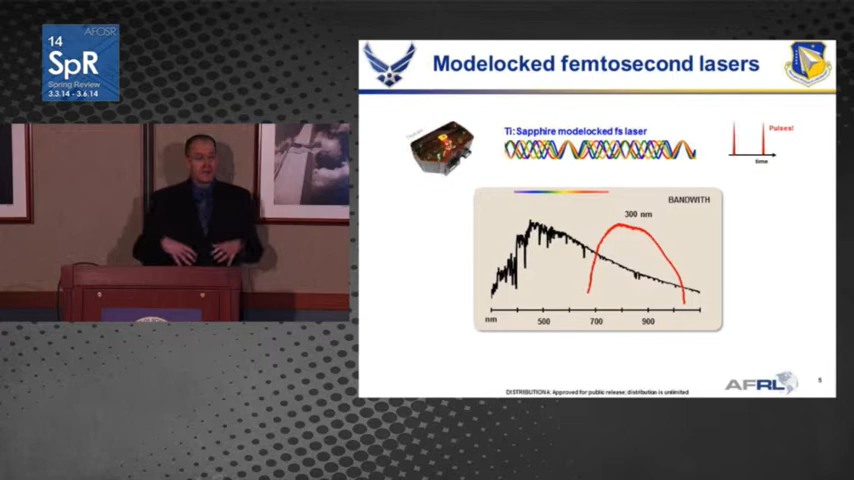 AFOSR
14
SpR
Spring Review
3.3.14 - 3.6.14
Modelocked femtosecond lasers
Ti:Sapphire modelocked fs laser
Pulses!
time
BANDWITH
300 nm
nm
500
700
900
AFRL
5
DISTRIBUTION A: Approved for public release; distribution is unlimited